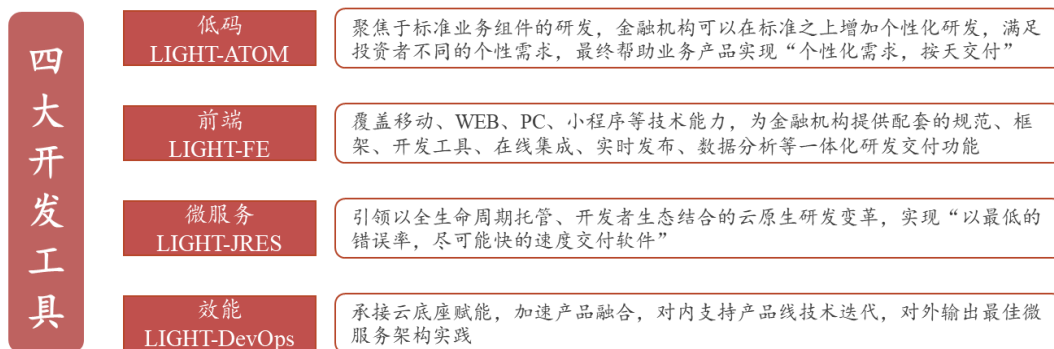 四大开发工具
低码
LIGHT-ATOM
聚焦于标准业务组件的研发，金融机构可以在标准之上增加个性化研发，满足
投资者不同的个性需求，最终帮助业务产品实现“个性化需求，按天交付”
前端
LIGHT-FE
覆盖移动、WEB、PC、小程序等技术能力，为金融机构提供配套的规范、框
架、开发工具、在线集成、实时发布、数据分析等一体化研发交付功能
微服务
LIGHT-JRES
引领以全生命周期托管、开发者生态结合的云原生研发变革，实现“以最低的
错误率，尽可能快的速度交付软件”
效能
LIGHT-DevOps
承接云底座赋能，加速产品融合，对内支持产品线技术迭代，对外输出最佳微
服务架构实践